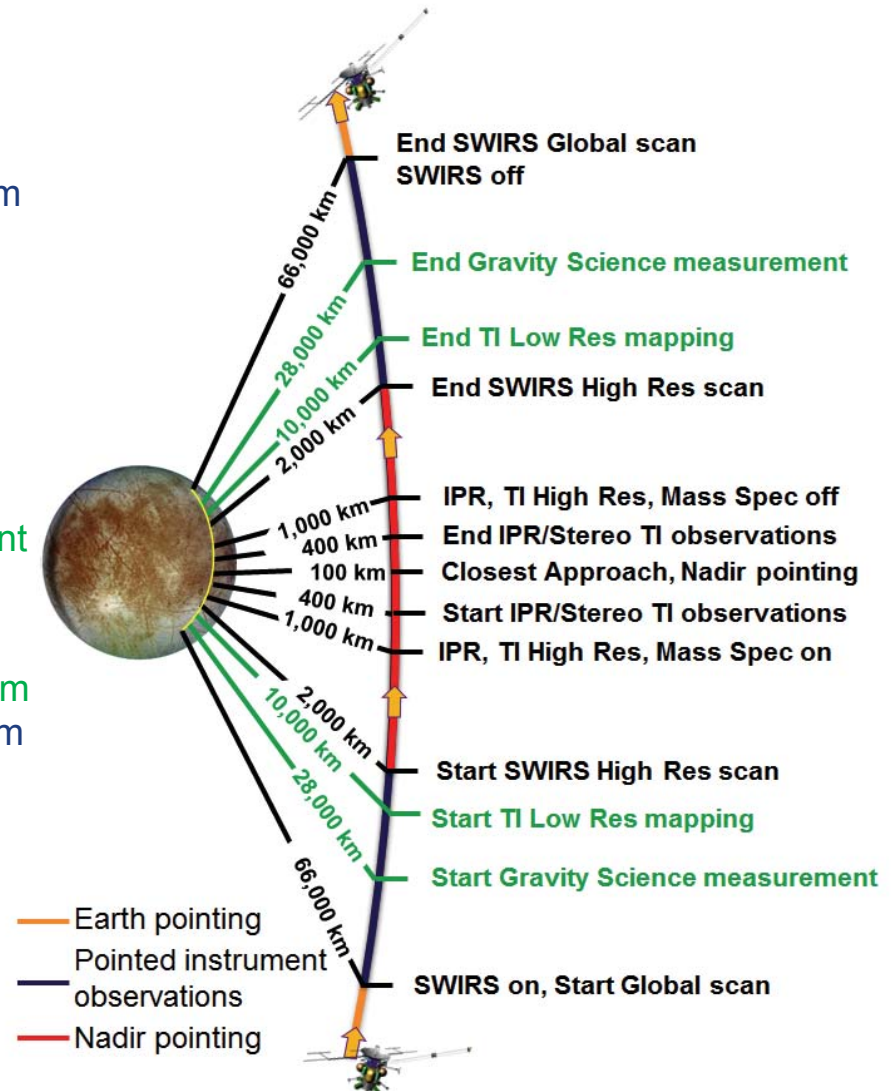 End SWIRS Global scan
SWIRS off
m
66,000 km
End Gravity Science measurement
28,000 km
End TI Low Res mapping
10,000 km
End SWIRS High Res scan
2,000 km
IPR, TI High Res, Mass Spec off
1,000 km
nt
End IPR/Stereo TI observations
400 km
100 km
Closest Approach, Nadir pointing
400 km
Start IPR/Stereo TI observations
1,000 km
IPR, TI High Res, Mass Spec on
m
m
2,000 km
Start SWIRS High Res scan
10,000 km
Start TI Low Res mapping
28,000 km
Start Gravity Science measurement
66,000 km
SWIRS on, Start Global scan
Earth pointing
Pointed instrument
observations
Nadir pointing